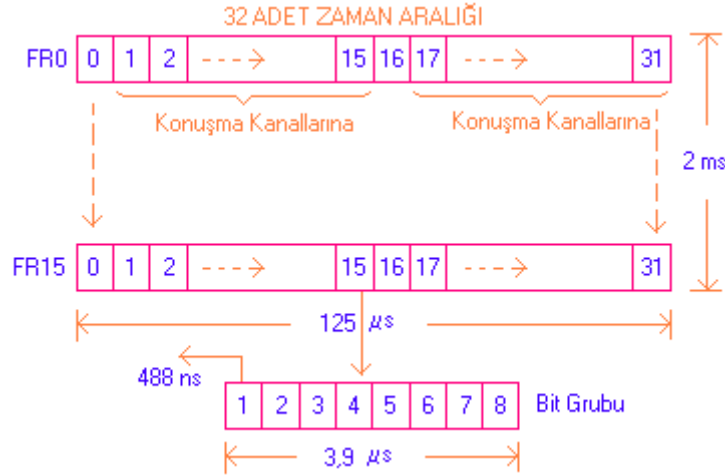 32 ADET ZAMAN ARALIĞI
FR0 0 1 2 15 16 17 31
Konuşma Kanallarına Konuşma Kanallarına
2 ms
FR15 0 1 2 15 16 17 31
125 µs
488 ns
1 2 3 4 5 6 7 8 Bit Grubu
3,9 µs